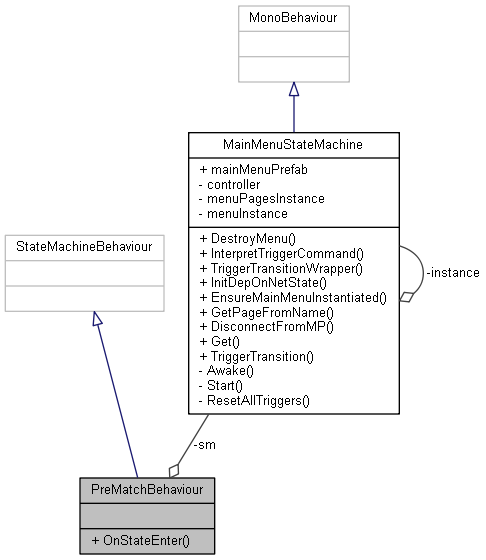 MonoBehaviour
MainMenuStateMachine
+ mainMenuPrefab
- controller
- menuPagesInstance
- menuInstance
+ DestroyMenu()
+ InterpretTriggerCommand()
+ TriggerTransitionWrapper()
+ InitDepOnNetState()
+ EnsureMainMenuInstantiated()
+ GetPageFromName()
+ DisconnectFromMP()
+ Get()
+ TriggerTransition()
- Awake()
- Start()
- ResetAllTriggers()
-instance
StateMachineBehaviour
-sm
PreMatchBehaviour
+ OnStateEnter()